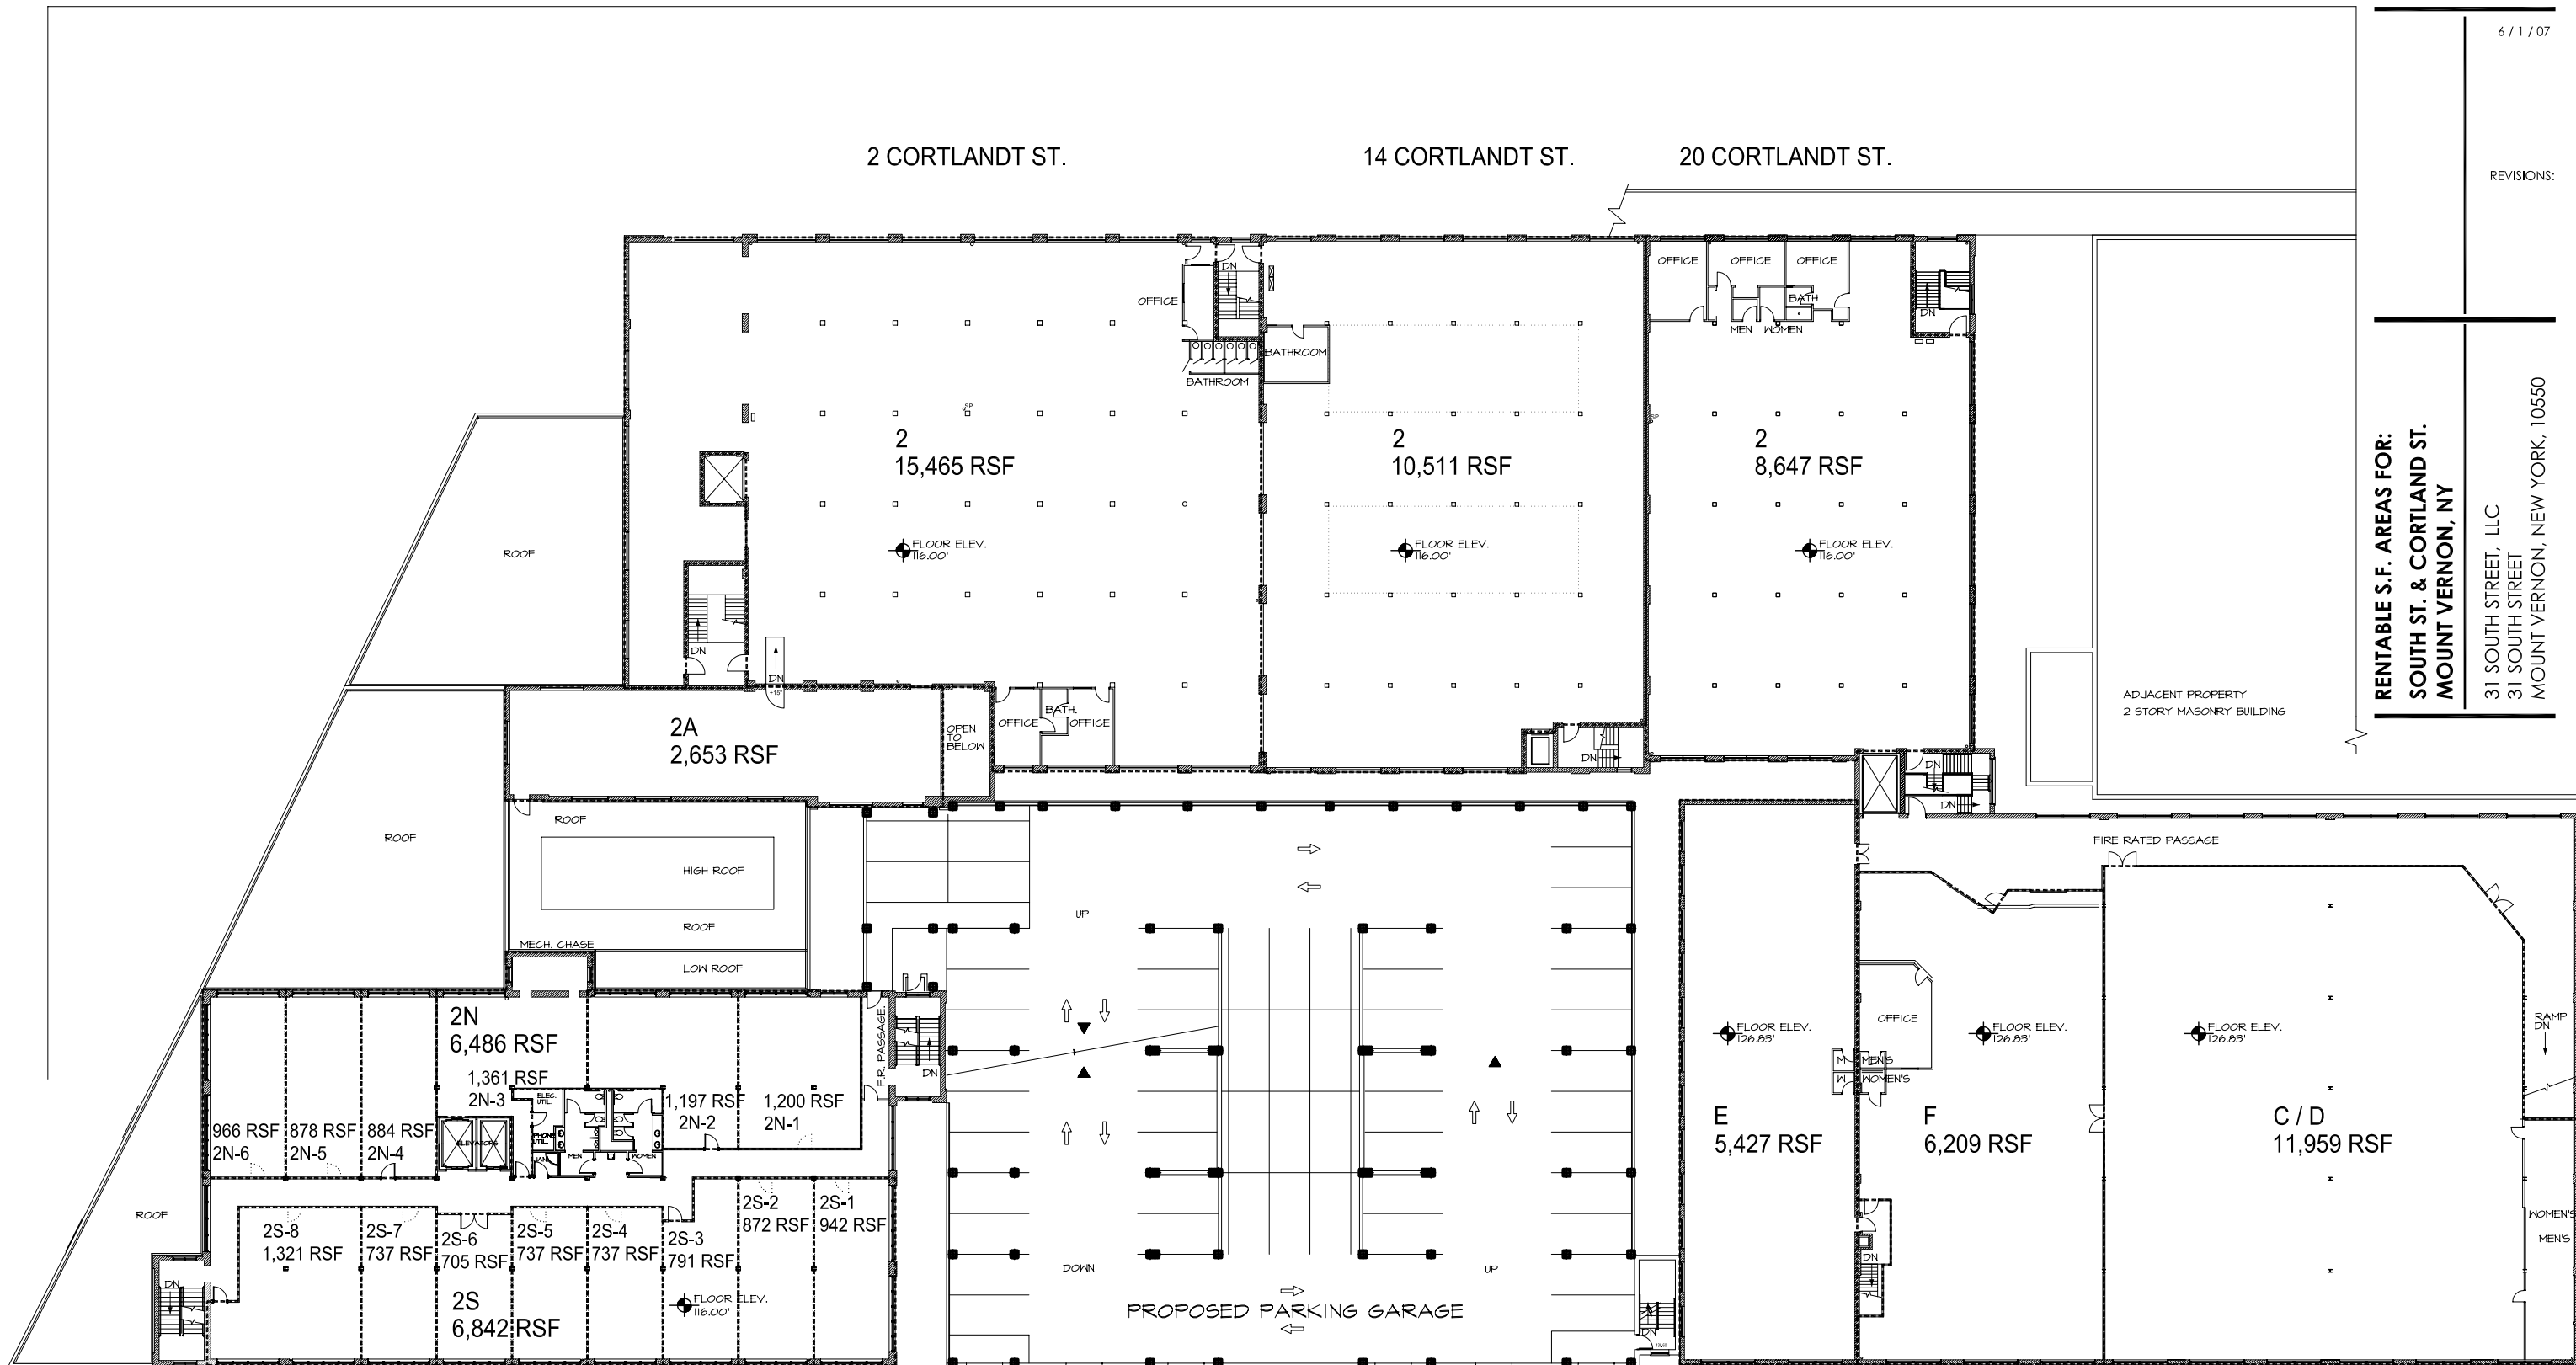 6 / 1 / 07
REVISIONS:
RENTABLE S.F. AREAS FOR:
SOUTH ST. & CORTLAND ST.
MOUNT VERNON, NY
31 SOUTH STREET, LLC
31 SOUTH STREET
MOUNT VERNON, NEW YORK, 10550
2 CORTLANDT ST.
14 CORTLANDT ST.
20 CORTLANDT ST.
DN
OFFICE
BATHROOM
SP
2
15,465 RSF
FLOOR ELEV.
116.00'
DN
DN
+15"
OFFICE
BATH.
OFFICE
BATHROOM
2
10,511 RSF
FLOOR ELEV.
116.00'
DN
OFFICE
OFFICE
OFFICE
BATH
MEN
WOMEN
DN
SP
2
8,647 RSF
FLOOR ELEV.
116.00'
DN
DN
ADJACENT PROPERTY
2 STORY MASONRY BUILDING
ROOF
2A
2,653 RSF
OPEN
TO
BELOW
ROOF
ROOF
HIGH ROOF
ROOF
MECH. CHASE
LOW ROOF
2N
6,486 RSF
1,361 RSF
2N-3
966 RSF
2N-6
878 RSF
2N-5
884 RSF
2N-4
ELEVATORS
ELEC.
UTIL.
PHONE
UTIL.
JAN
MEN
WOMEN
1,197 RSF
2N-2
1,200 RSF
2N-1
F.R. PASSAGE.
DN
ROOF
DN
2S-8
1,321 RSF
2S-7
737 RSF
2S-6
705 RSF
2S-5
737 RSF
2S-4
737 RSF
2S-3
791 RSF
2S-2
872 RSF
2S-1
942 RSF
2S
6,842 RSF
FLOOR ELEV.
116.00'
UP
DOWN
UP
PROPOSED PARKING GARAGE
DN
E
5,427 RSF
FLOOR ELEV.
126.83'
M
W
MEN'S
WOMEN'S
OFFICE
FLOOR ELEV.
126.83'
F
6,209 RSF
DN
FIRE RATED PASSAGE
FLOOR ELEV.
126.83'
C / D
11,959 RSF
RAMP
DN
WOMEN'S
MEN'S